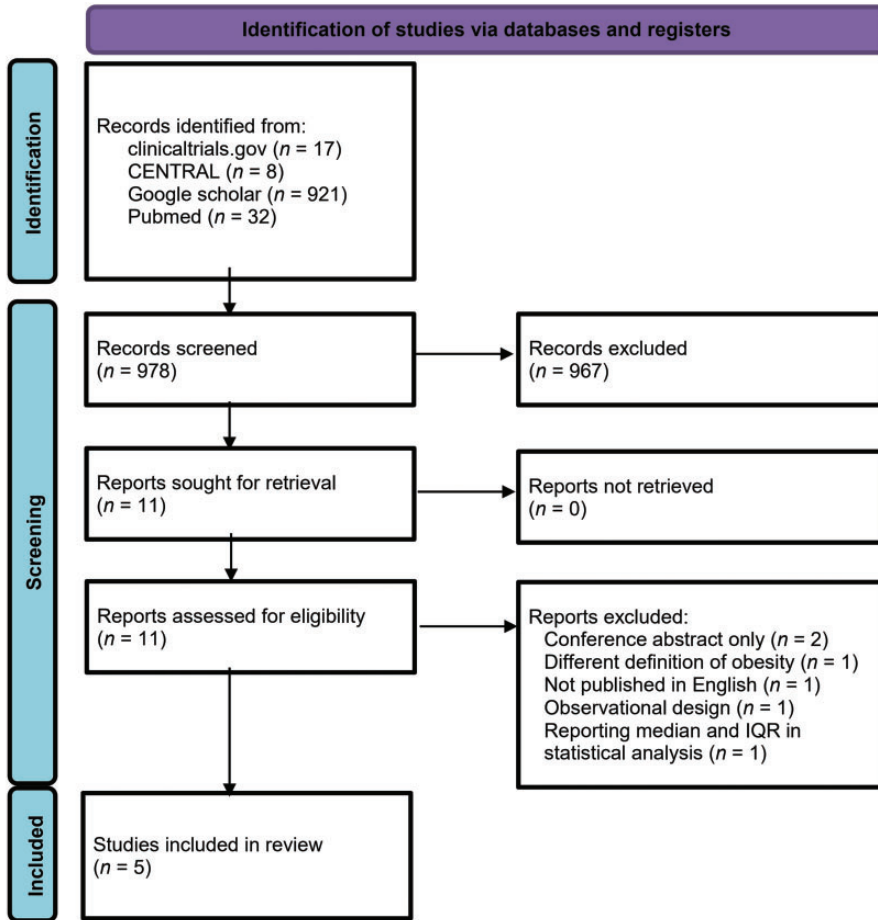 Identification of studies via databases and registers
Identification
Records identified from:
clinicaltrials.gov (n = 17)
CENTRAL (n = 8)
Google scholar (n = 921)
Pubmed (n = 32)
Screening
Records screened
(n = 978)
Records excluded
(n = 967)
Reports sought for retrieval
(n = 11)
Reports not retrieved
(n = 0)
Reports assessed for eligibility
(n = 11)
Reports excluded:
Conference abstract only (n = 2)
Different definition of obesity (n = 1)
Not published in English (n = 1)
Observational design (n = 1)
Reporting median and IQR in
statistical analysis (n = 1)
Included
Studies included in review
(n = 5)